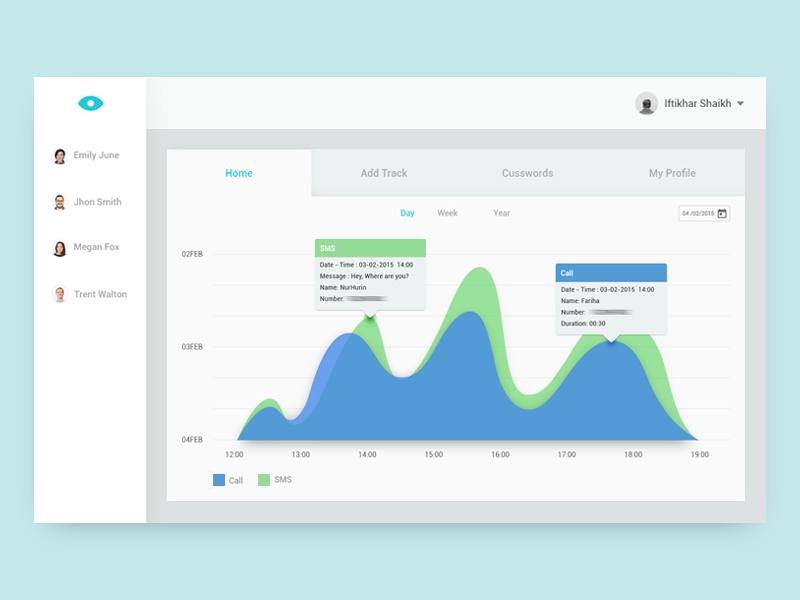 Iftikhar Shaikh
Emily June
Jhon Smith
Megan Fox
Trent Walton
Home
Add Track
Cusswords
My Profile
Day
Week
Year
04 /02/2015
02FEB
03FEB
04FEB
SMS
Date - Time : 03-02-2015 14:00
Message : Hey, Where are you?
Name: NurHurin
Number:
Call
Date - Time : 03-02-2015 14:00
Name: Fariha
Number:
Duration: 00:30
12:00
13:00
14:00
15:00
16:00
17:00
18:00
19:00
Call
SMS